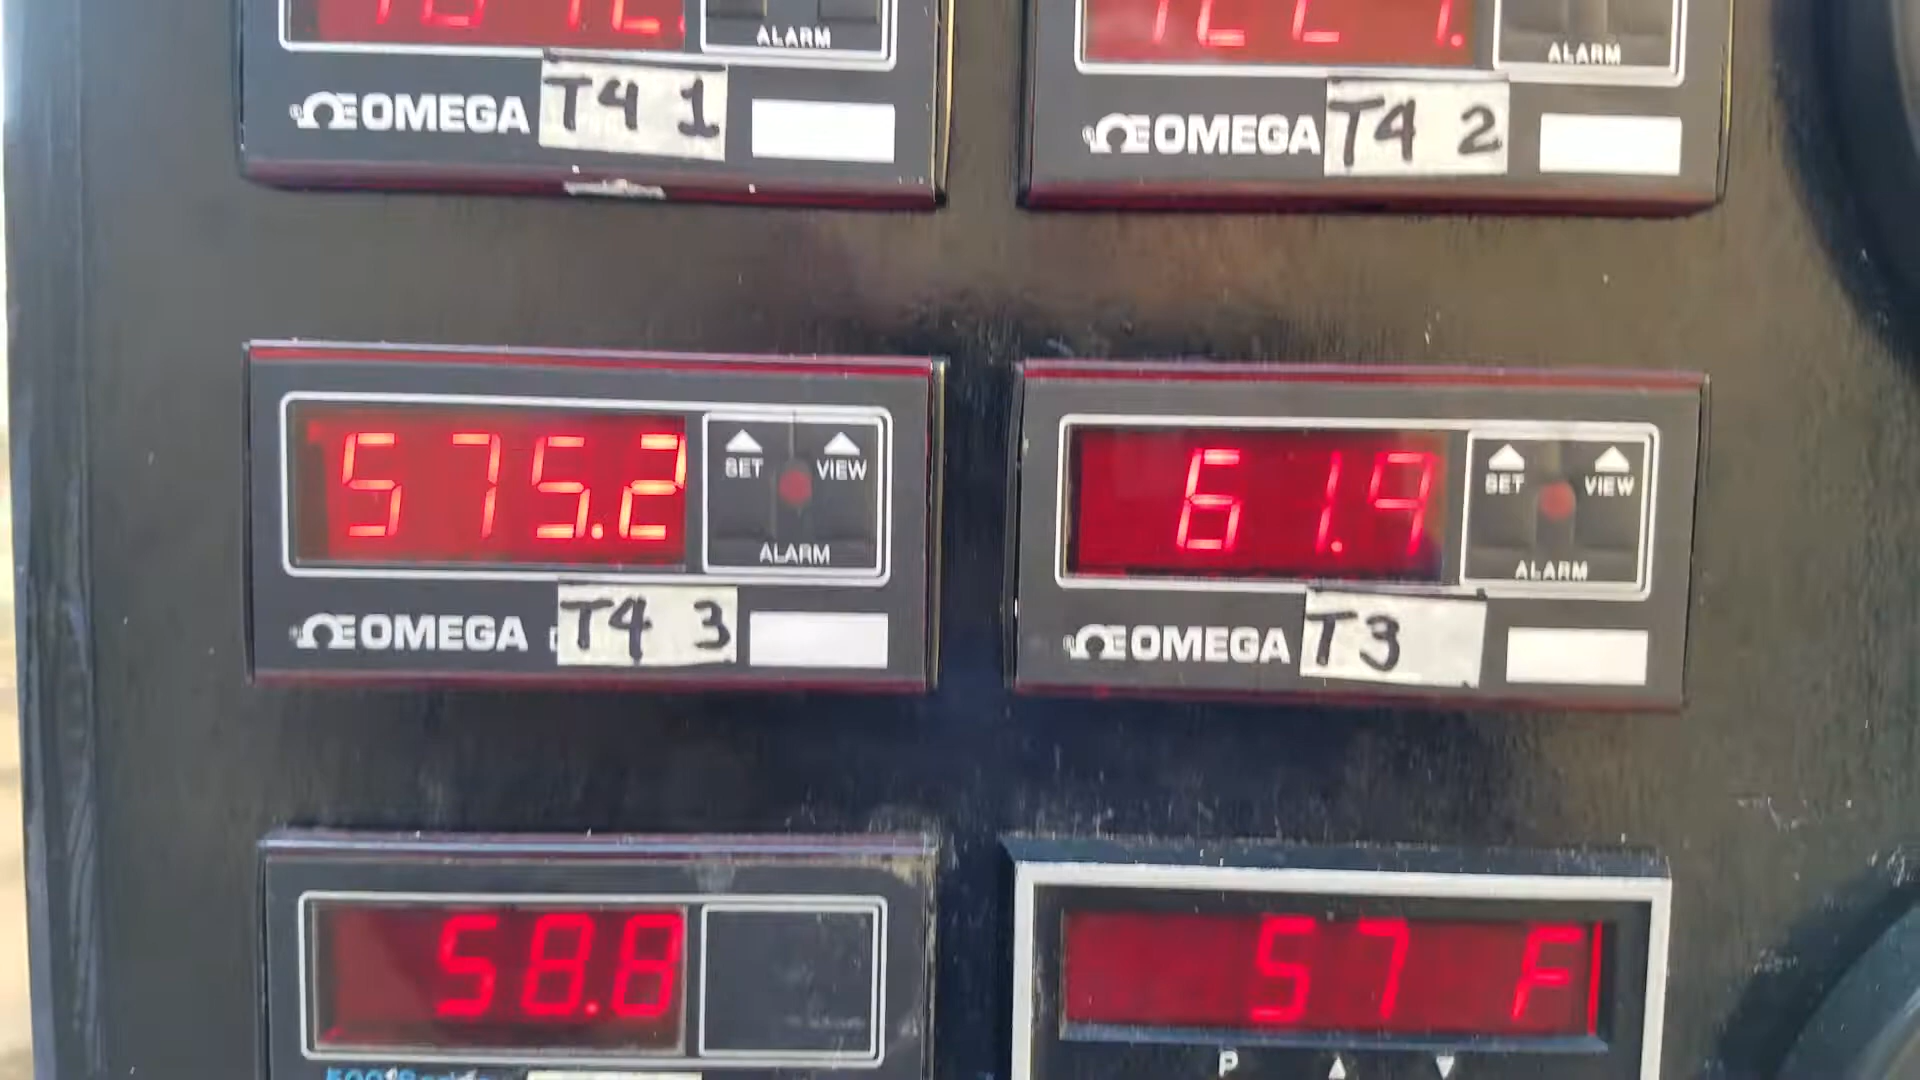 ALARM
ALARM
OMEGA T4 1
OMEGA T4 2
575.2
SET VIEW
ALARM
61.9
SET VIEW
ALARM
OMEGA T4 3
OMEGA T3
58.8
57 F
P